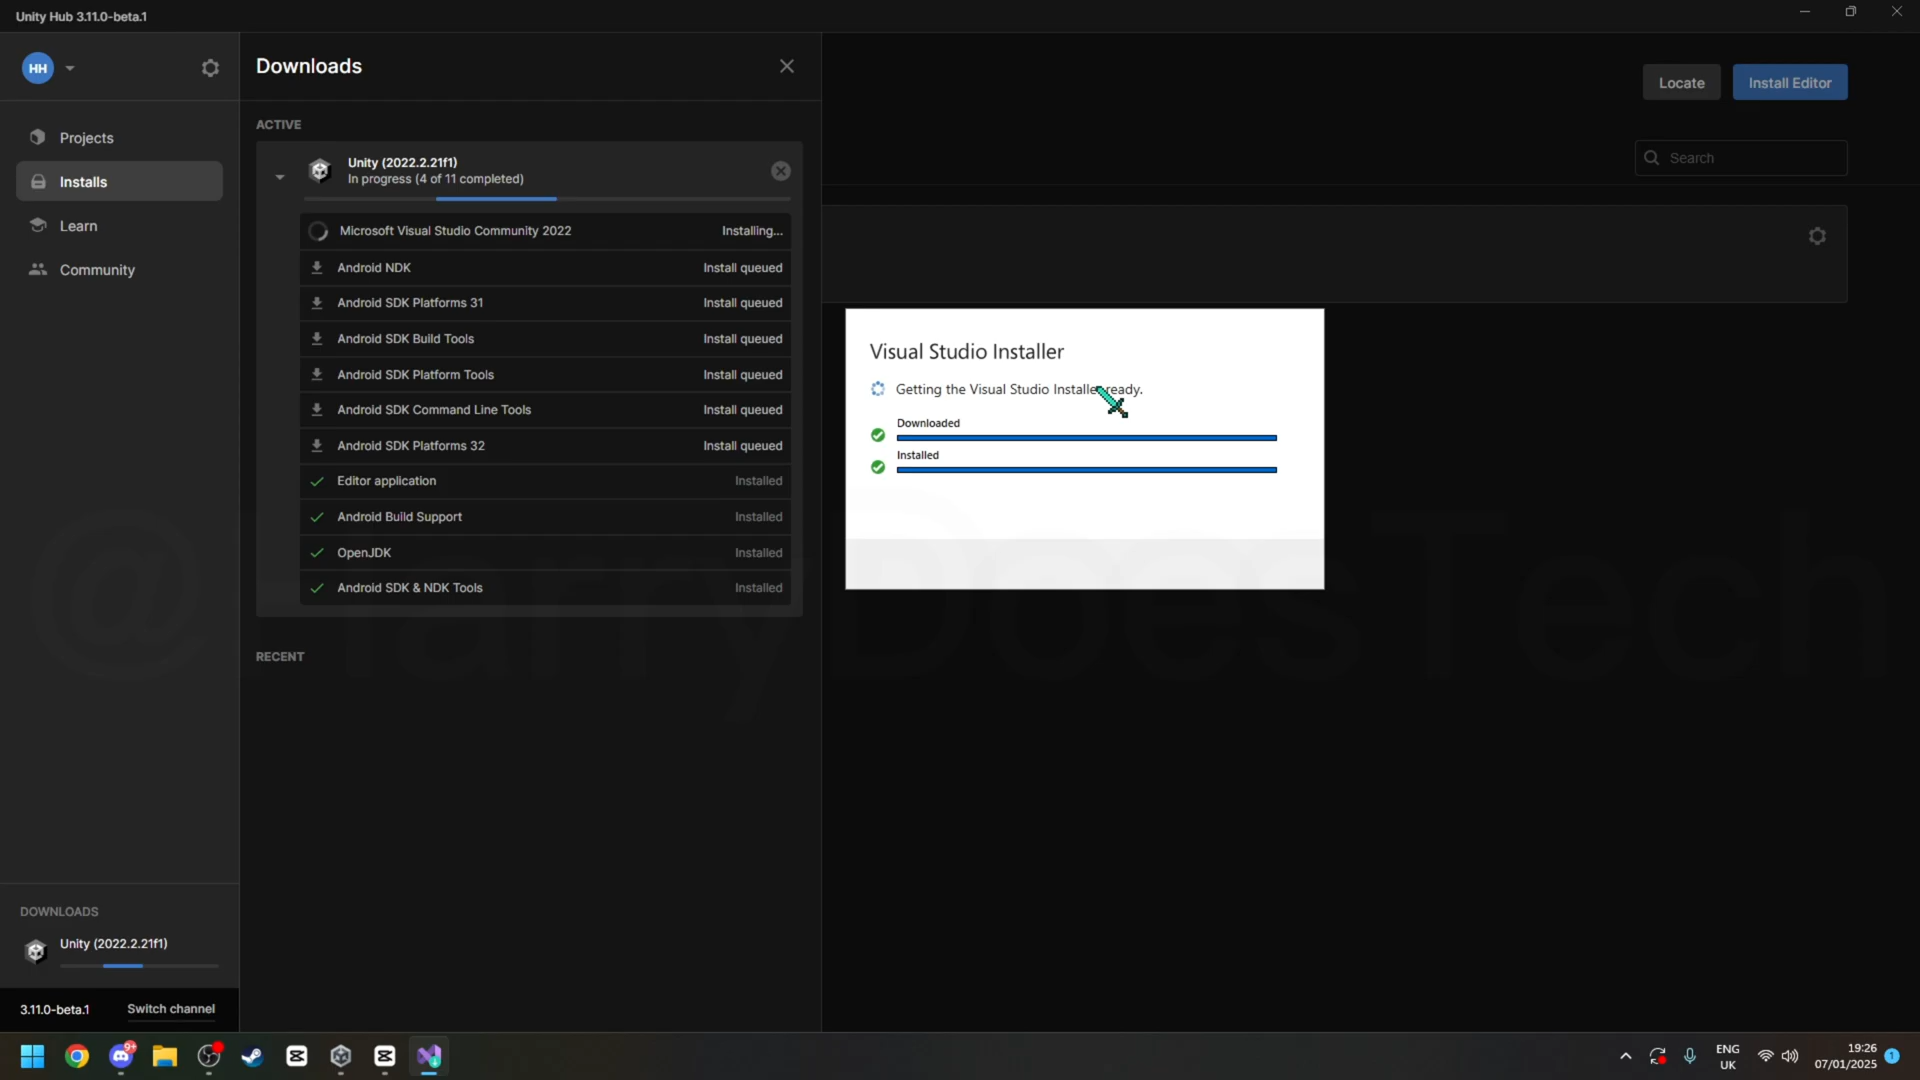 Unity Hub 3.11.0-beta.1
HH
Projects
Installs
Learn
Community
DOWNLOADS
Unity (2022.2.21f1)
3.11.0-beta.1
Switch channel
Downloads
ACTIVE
Unity (2022.2.21f1)
In progress (4 of 11 completed)
Microsoft Visual Studio Community 2022 Installing...
Android NDK Install queued
Android SDK Platforms 31 Install queued
Android SDK Build Tools Install queued
Android SDK Platform Tools Install queued
Android SDK Command Line Tools Install queued
Android SDK Platforms 32 Install queued
Editor application Installed
Android Build Support Installed
OpenJDK Installed
Android SDK & NDK Tools Installed
RECENT
Locate
Install Editor
Search
Visual Studio Installer
Getting the Visual Studio Installer ready.
Downloaded
Installed
@HarryDoesTech
9+
ENG
UK
19:26
07/01/2025
1